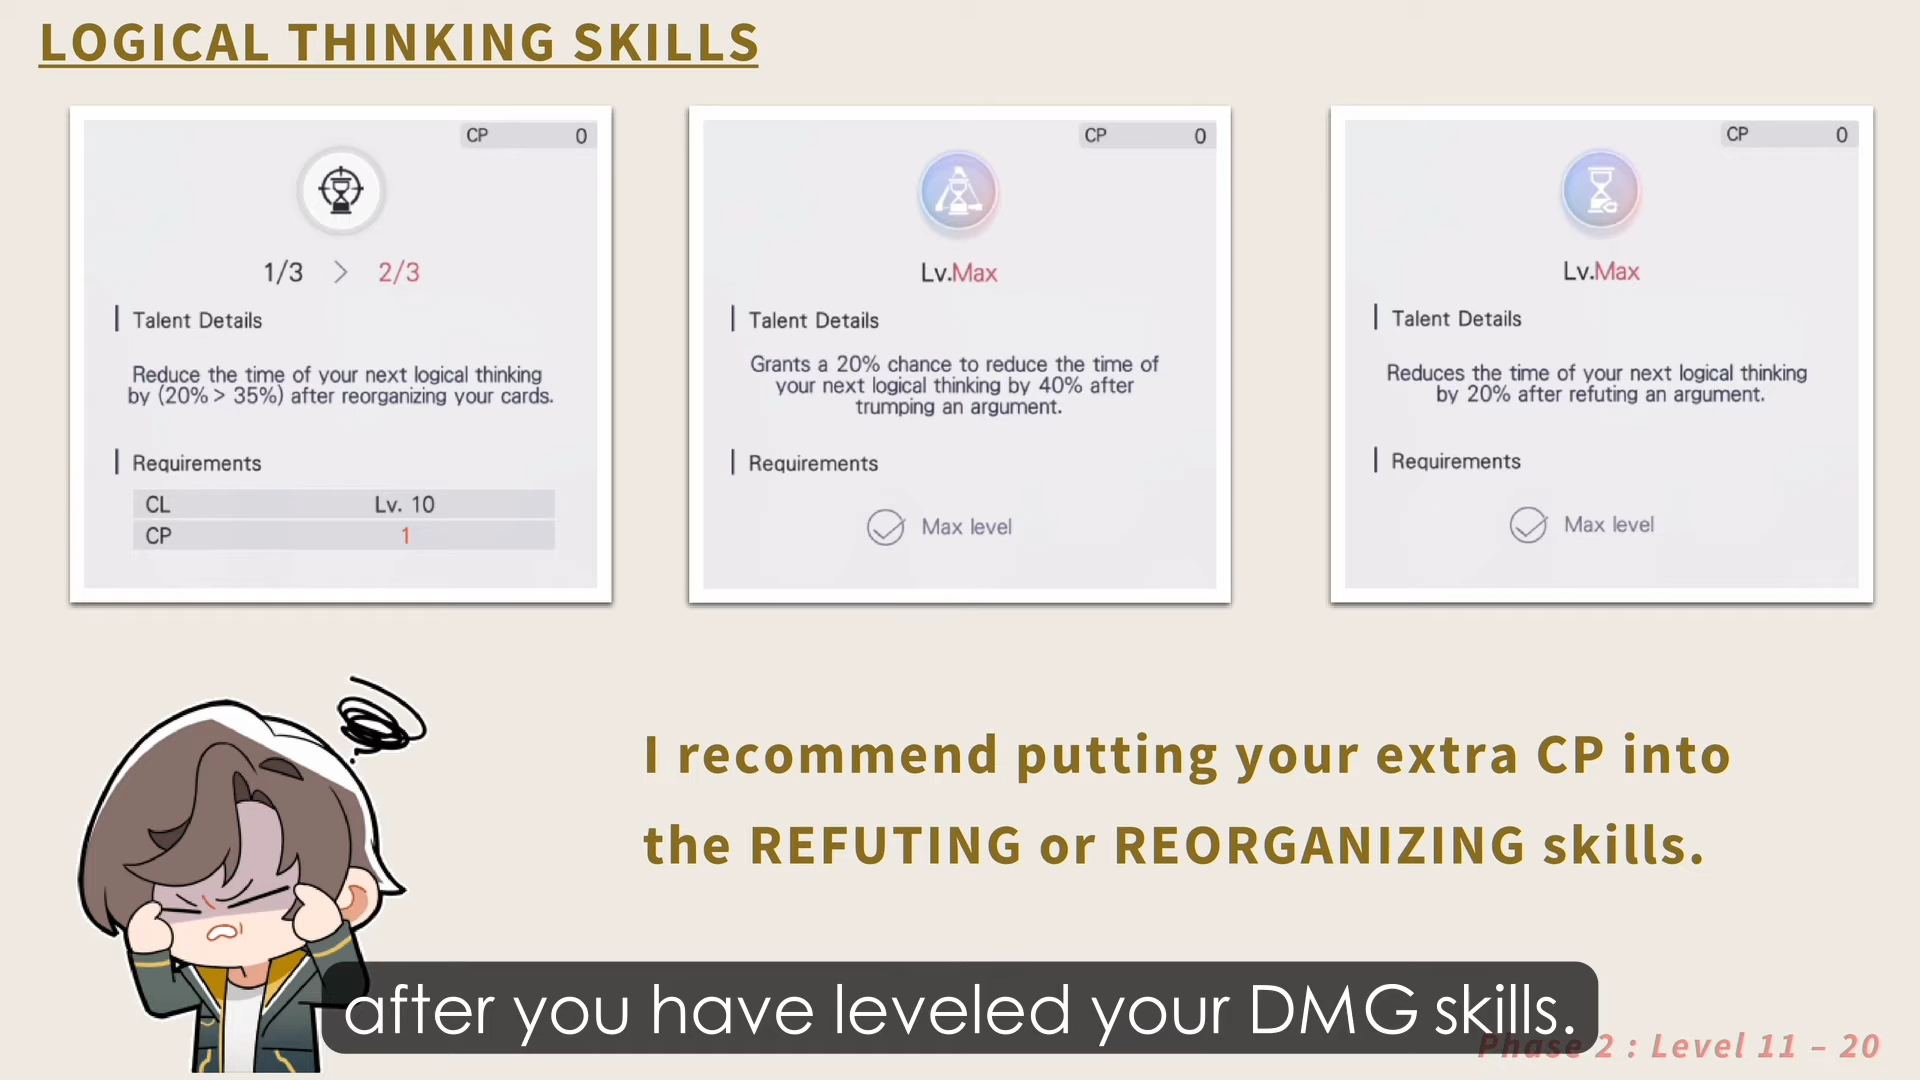 LOGICAL THINKING SKILLS
CP 0
1/3 > 2/3
Talent Details
Reduce the time of your next logical thinking
by (20% > 35%) after reorganizing your cards.
Requirements
CL Lv. 10
CP 1
CP 0
Lv.Max
Talent Details
Grants a 20% chance to reduce the time of
your next logical thinking by 40% after
trumping an argument.
Requirements
Max level
CP 0
Lv.Max
Talent Details
Reduces the time of your next logical thinking
by 20% after refuting an argument.
Requirements
Max level
I recommend putting your extra CP into
the REFUTING or REORGANIZING skills.
after you have leveled your DMG skills.
Phase 2 : Level 11 – 20